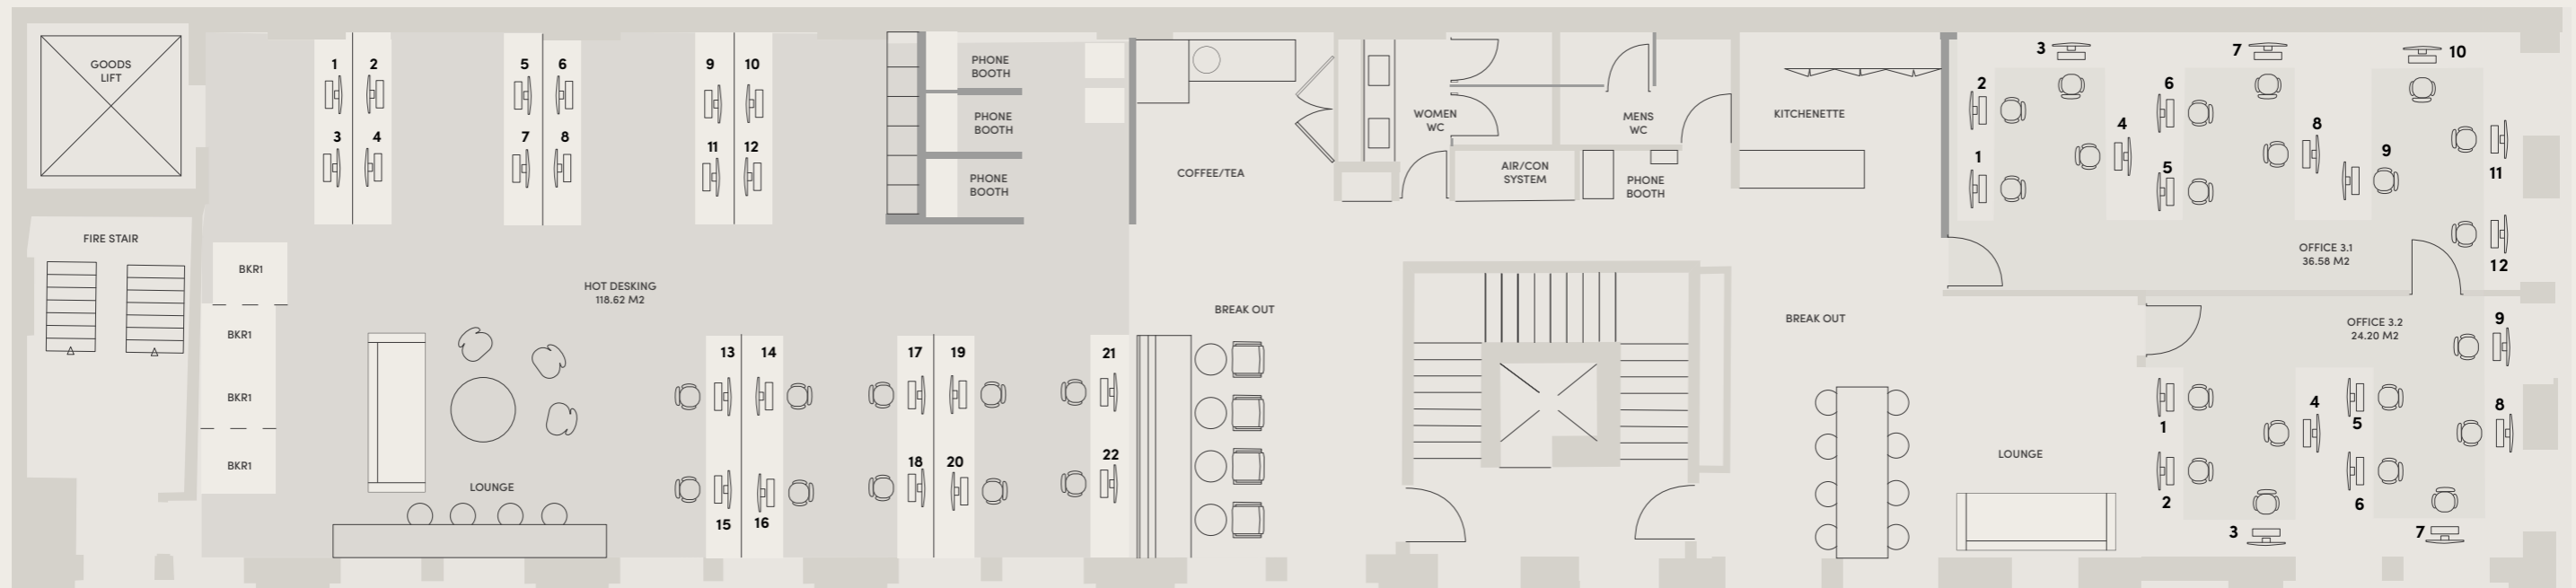 GOODS
LIFT
1
2
3
4
5
6
7
8
9
10
11
12
PHONE
BOOTH
PHONE
BOOTH
PHONE
BOOTH
COFFEE/TEA
WOMEN
WC
MENS
WC
AIR/CON
SYSTEM
PHONE
BOOTH
KITCHENETTE
3
7
10
2
6
4
8
9
1
5
11
12
OFFICE 3.1
36.58 M2
FIRE STAIR
BKR1
BKR1
BKR1
BKR1
HOT DESKING
118.62 M2
LOUNGE
13
14
15
16
17
19
18
20
21
22
BREAK OUT
BREAK OUT
LOUNGE
OFFICE 3.2
24.20 M2
9
4
8
1
5
2
6
3
7